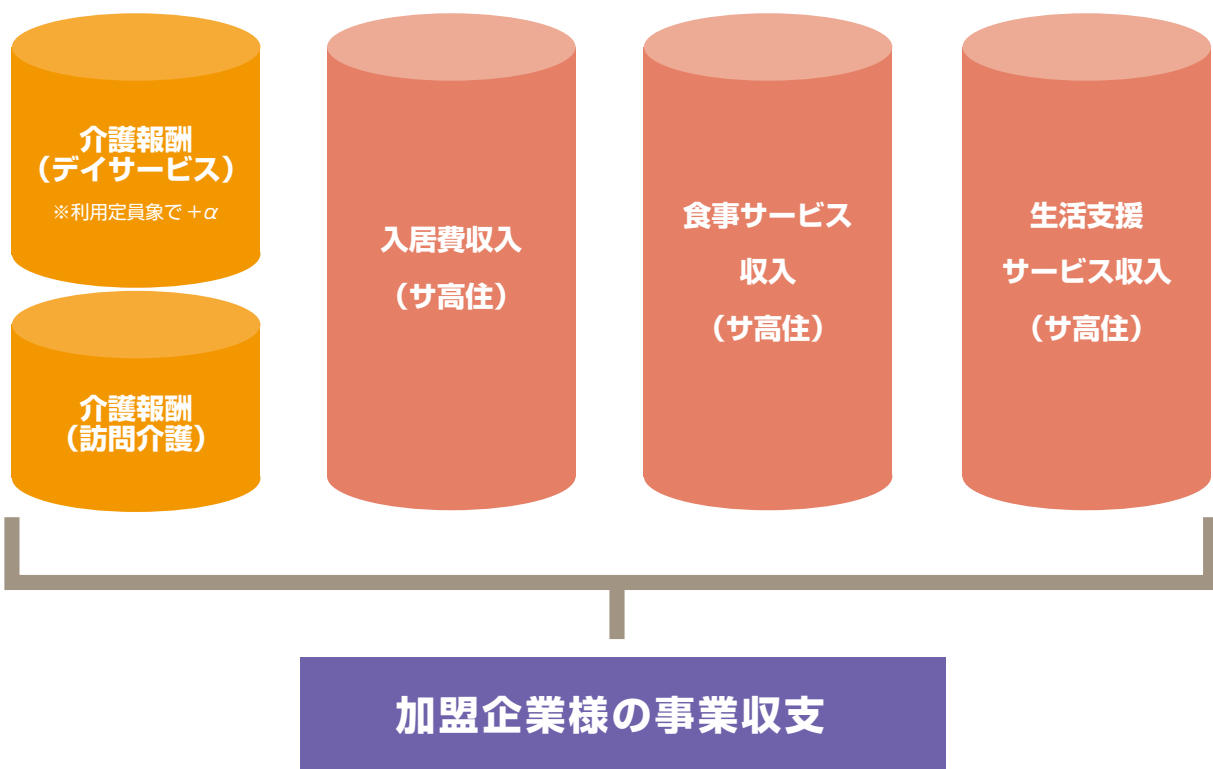 介護報酬
（デイサービス）
※利用定員象で＋α
介護報酬
（訪問介護）
入居費収入
（サ高住）
食事サービス
収入
（サ高住）
生活支援
サービス収入
（サ高住）
加盟企業様の事業収支